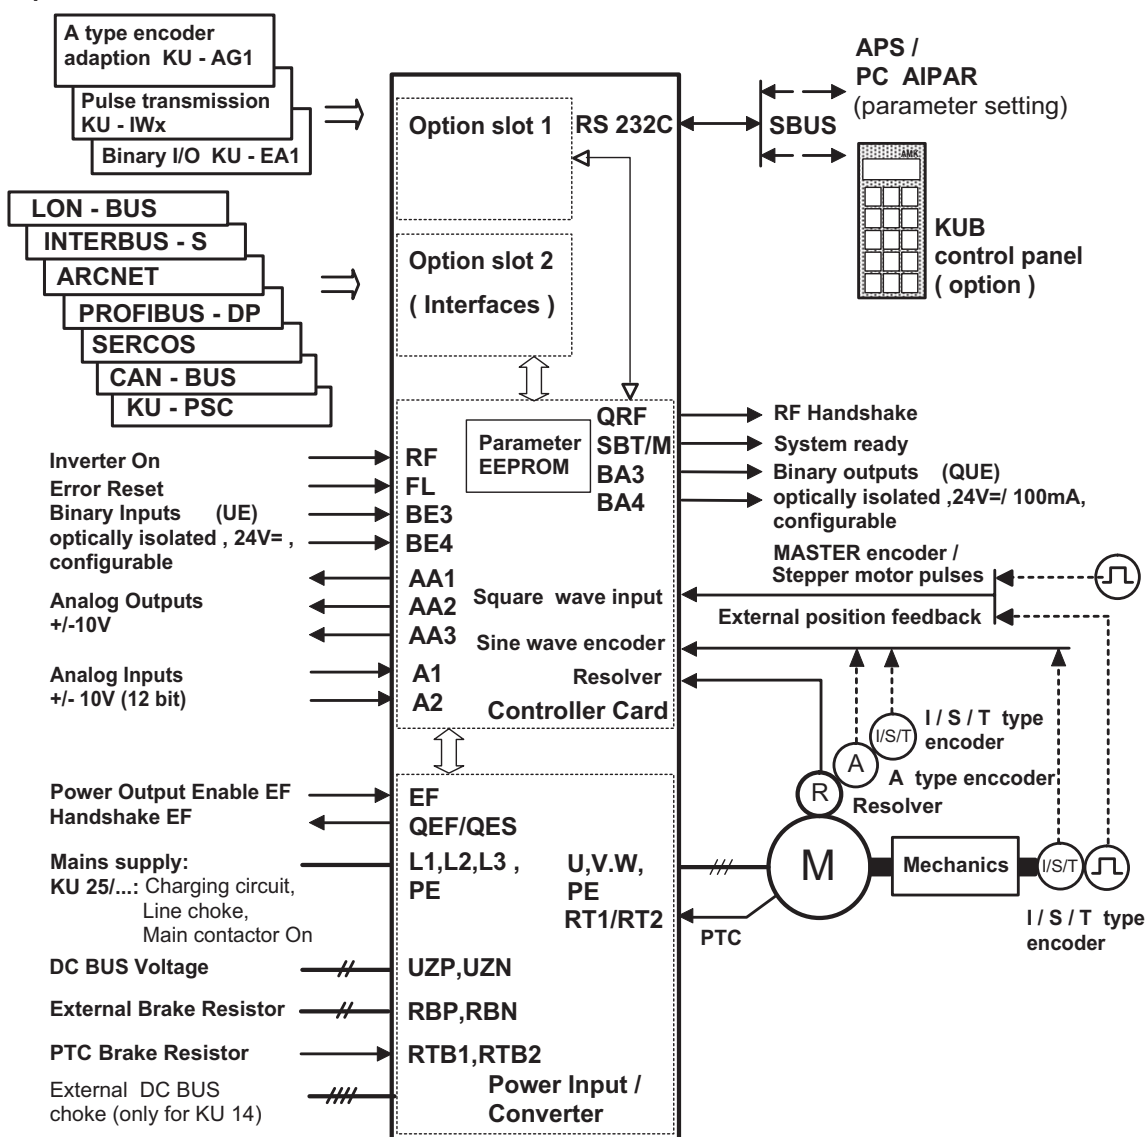 A type encoder
adaption KU - AG1
Pulse transmission
KU - IWx
Binary I/O KU - EA1
LON - BUS
INTERBUS - S
ARCNET
PROFIBUS - DP
SERCOS
CAN - BUS
KU - PSC
Option slot 1
RS 232C
Option slot 2
( Interfaces )
SBUS
APS /
PC AIPAR
(parameter setting)
AMK
KUB
control panel
( option )
Inverter On
Error Reset
Binary Inputs (UE)
optically isolated , 24V= ,
configurable
Analog Outputs
+/-10V
Analog Inputs
+/- 10V (12 bit)
RF
FL
BE3
BE4
AA1
AA2
AA3
A1
A2
Parameter
EEPROM
QRF
SBT/M
BA3
BA4
Square wave input
Sine wave encoder
Resolver
Controller Card
RF Handshake
System ready
Binary outputs (QUE)
optically isolated ,24V=/ 100mA,
configurable
MASTER encoder /
Stepper motor pulses
External position feedback
I / S / T type
encoder
I/S/T
A
A type enccoder
R
Resolver
M
Mechanics
I/S/T
I / S / T type
encoder
PTC
Power Output Enable EF
Handshake EF
Mains supply:
KU 25/...: Charging circuit,
Line choke,
Main contactor On
DC BUS Voltage
External Brake Resistor
PTC Brake Resistor
External DC BUS
choke (only for KU 14)
EF
QEF/QES
L1,L2,L3 ,
PE
U,V.W,
PE
RT1/RT2
UZP,UZN
RBP,RBN
RTB1,RTB2
Power Input /
Converter